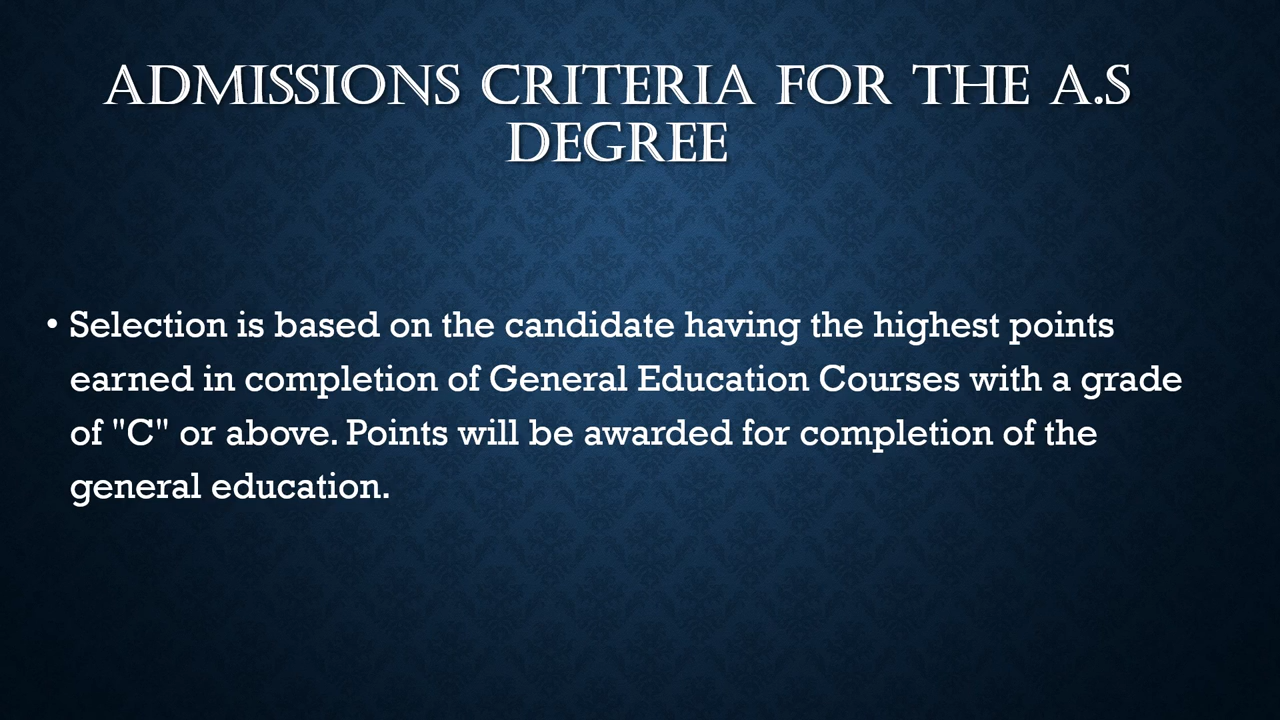 ADMISSIONS CRITERIA FOR THE A.S
DEGREE
• Selection is based on the candidate having the highest points
earned in completion of General Education Courses with a grade
of "C" or above. Points will be awarded for completion of the
general education.